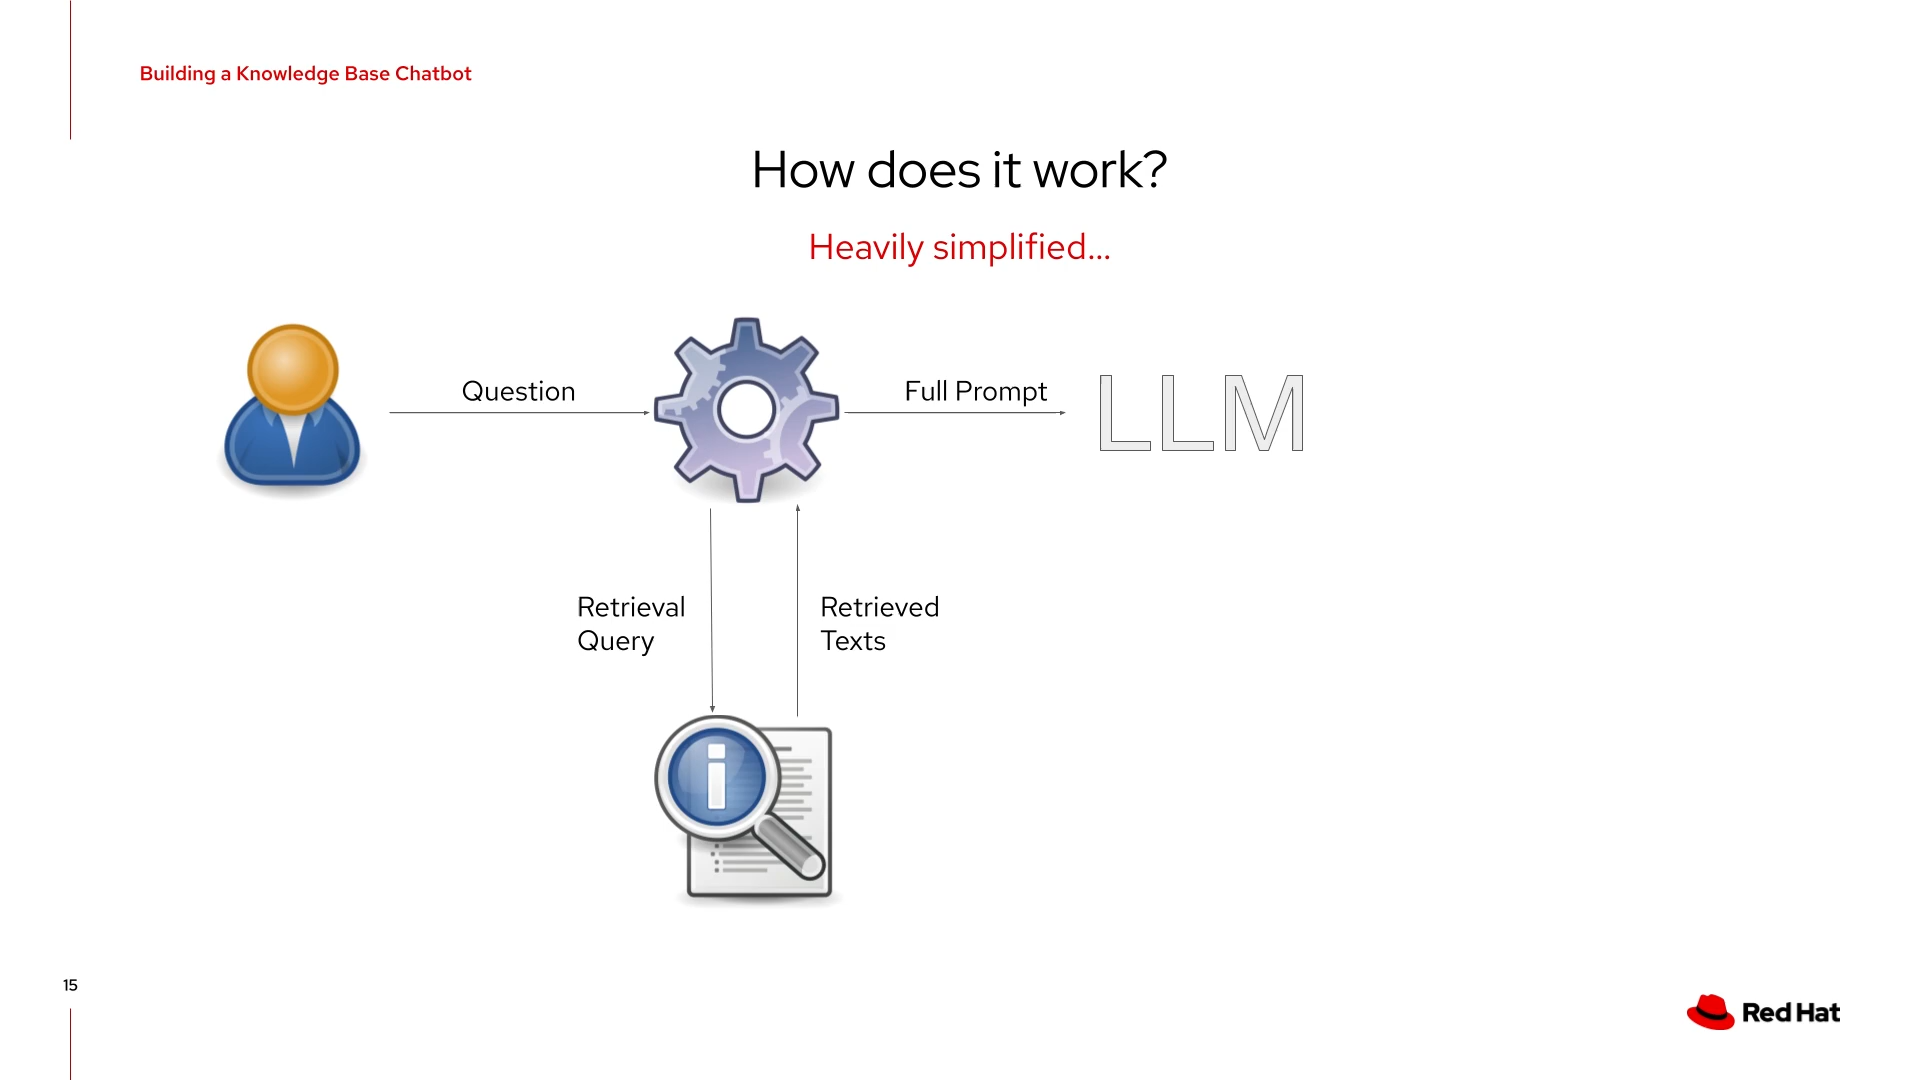 Building a Knowledge Base Chatbot
How does it work?
Heavily simplified...
Question
Full Prompt
LLM
Retrieval
Query
Retrieved
Texts
i
15
Red Hat